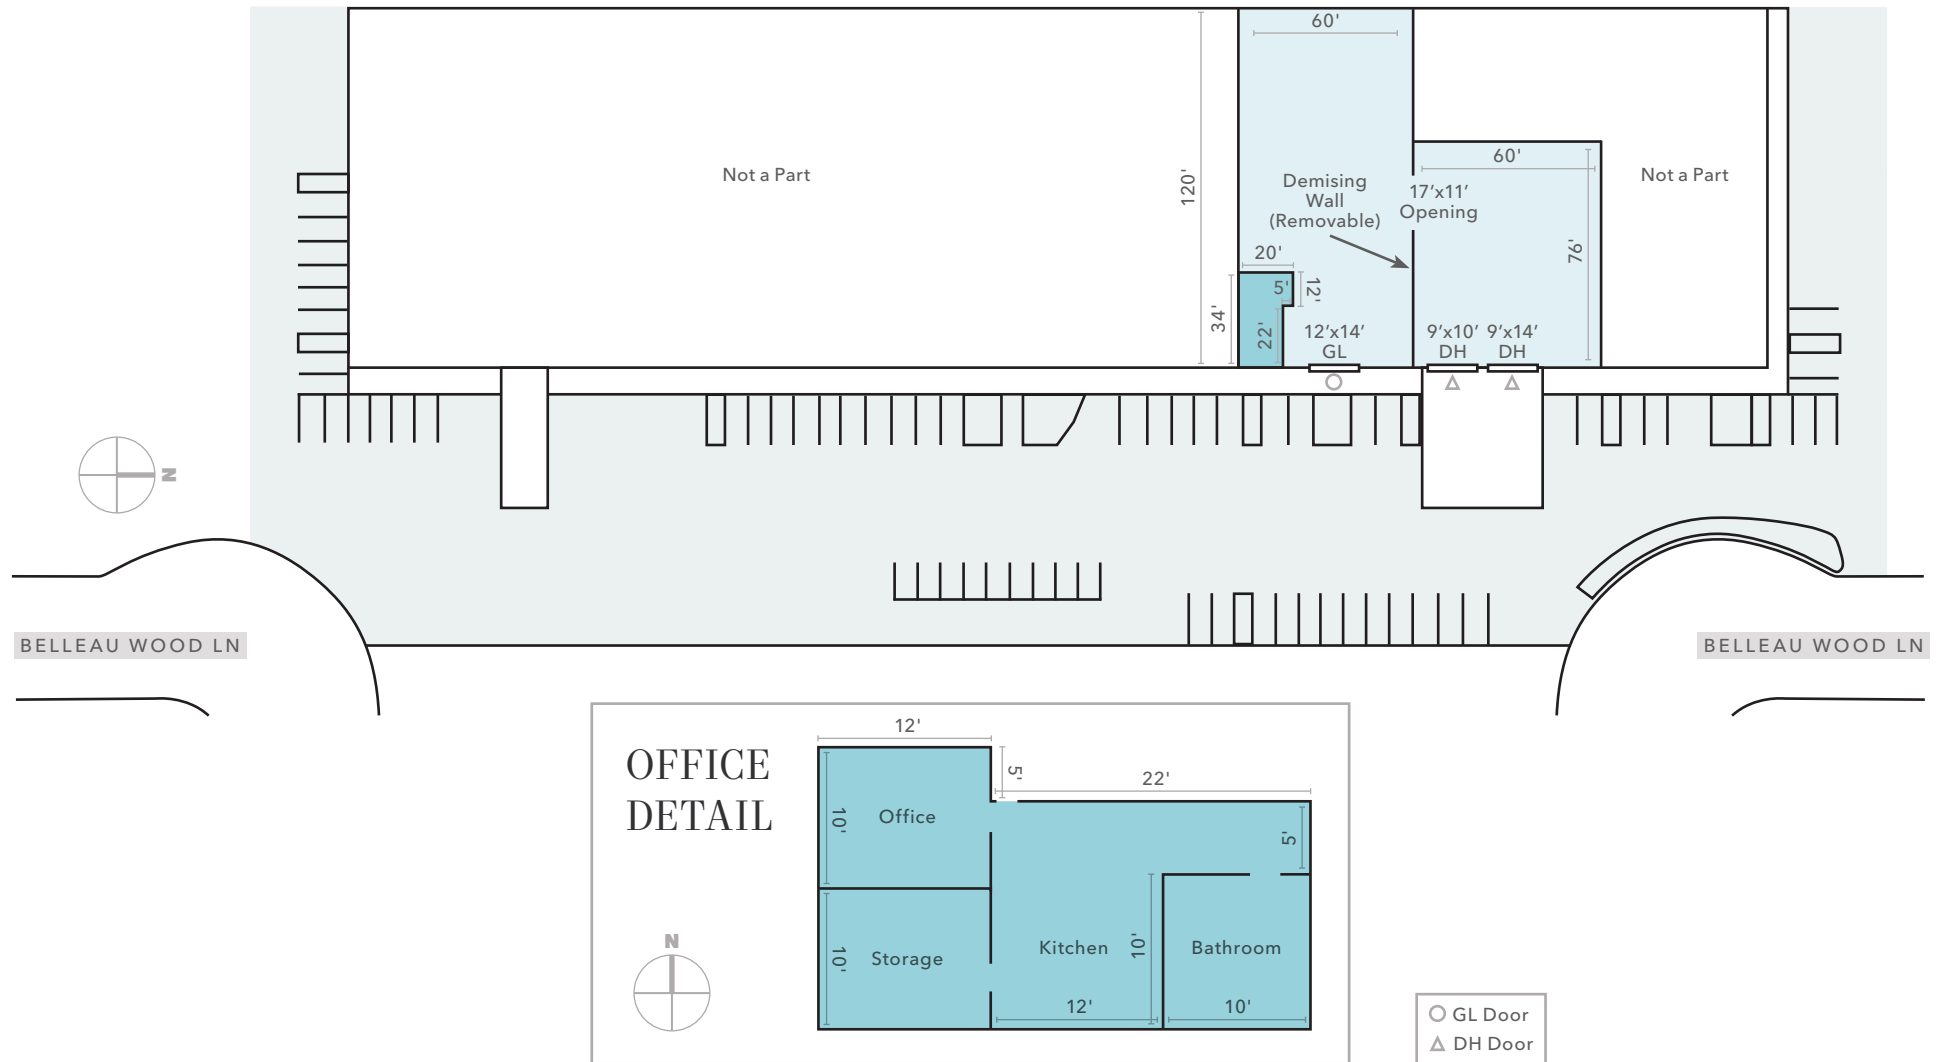 60'
120'
Not a Part
60'
Not a Part
Demising
Wall
(Removable)
17'x11'
Opening
76'
20'
5'
12'
34'
22'
12'x14'
GL
9'x10'
DH
9'x14'
DH
N
BELLEAU WOOD LN
BELLEAU WOOD LN
OFFICE
DETAIL
12'
5'
22'
10'
Office
5'
10'
Storage
Kitchen
10'
Bathroom
12'
10'
N
GL Door
DH Door